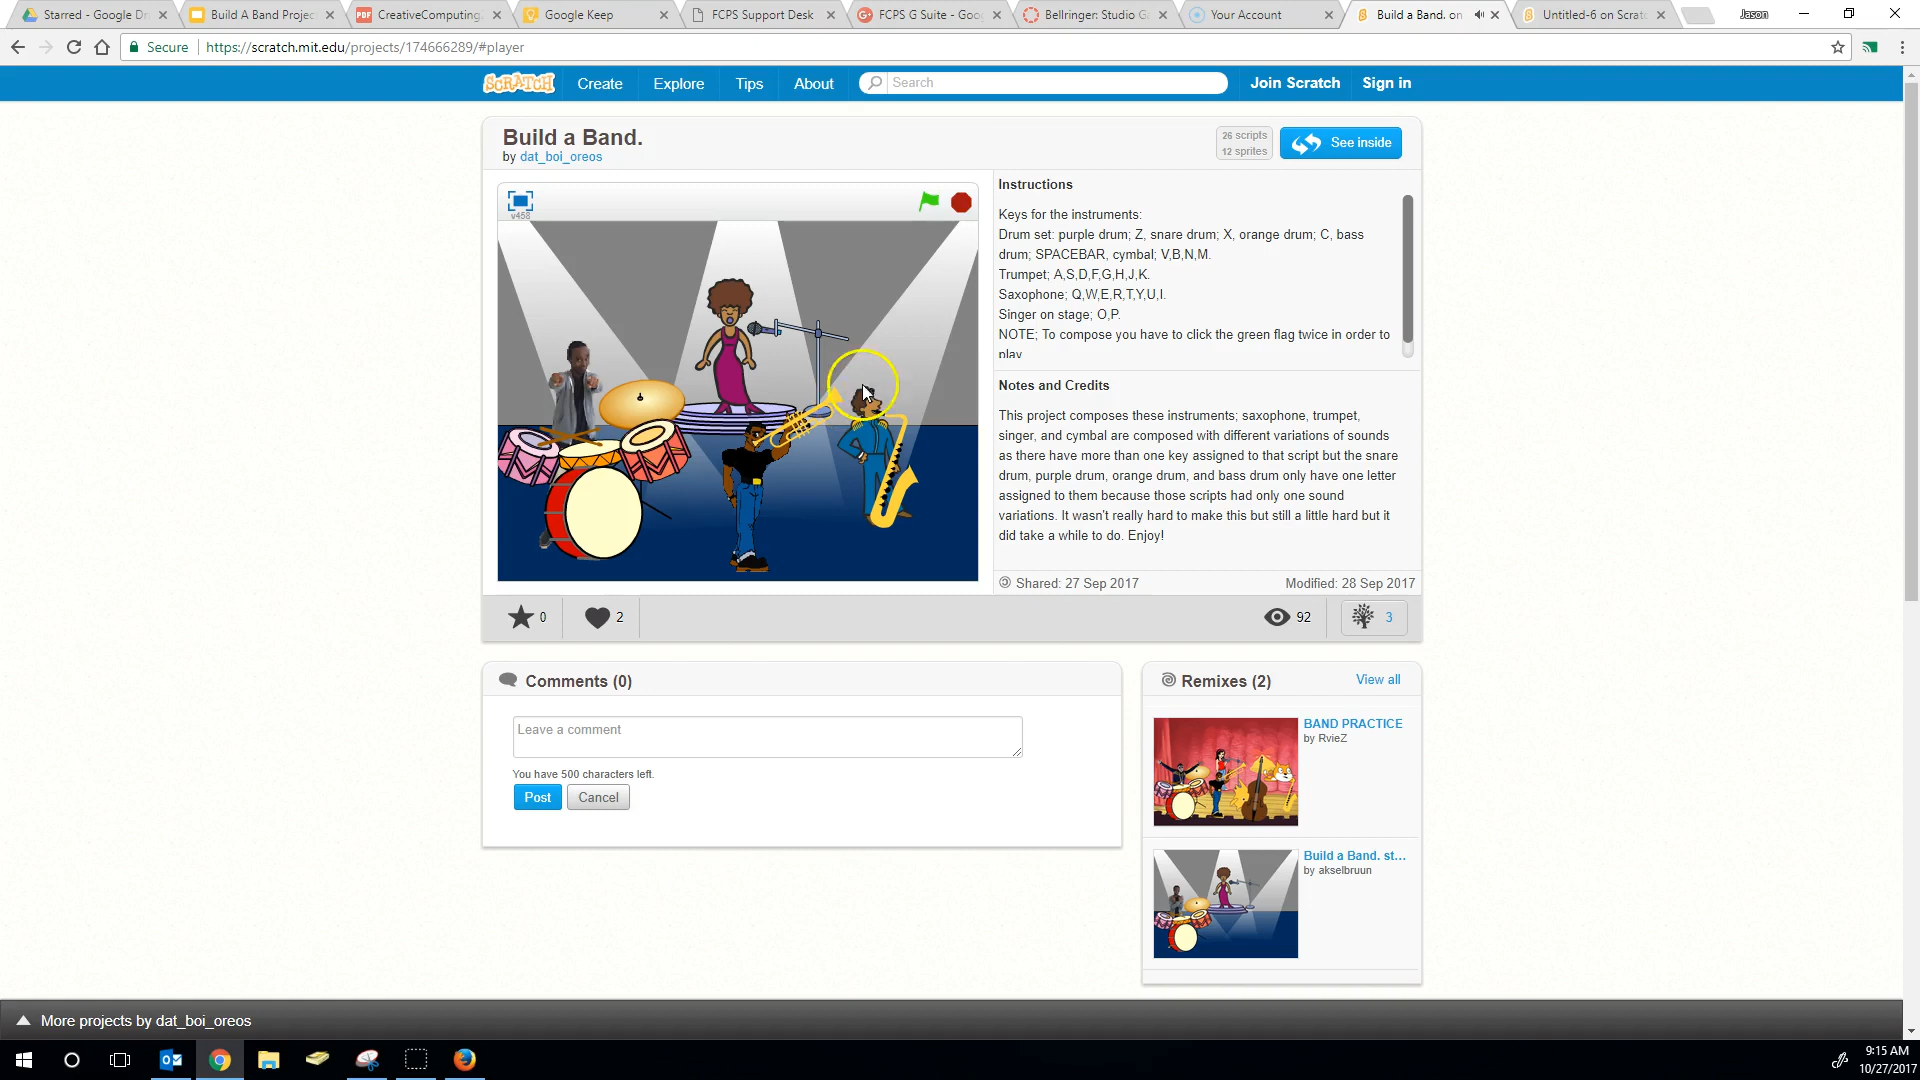 Starred - Google Dr
Build A Band Projec
CreativeComputing.
Google Keep
FCPS Support Desk
FCPS G Suite - Goo
Bellringer: Studio Ga
Your Account
Build a Band. on
Untitled-6 on Scratc
Jason
Secure
https://scratch.mit.edu/projects/174666289/#player
SCRATCH
Create
Explore
Tips
About
Search
Join Scratch
Sign in
Build a Band.
by dat_boi_oreos
26 scripts
12 sprites
See inside
v458
Instructions
Keys for the instruments:
Drum set: purple drum; Z, snare drum; X, orange drum; C, bass
drum; SPACEBAR, cymbal; V,B,N,M.
Trumpet; A,S,D,F,G,H,J,K.
Saxophone; Q,W,E,R,T,Y,U,I.
Singer on stage; O,P.
NOTE; To compose you have to click the green flag twice in order to
play
Notes and Credits
This project composes these instruments; saxophone, trumpet,
singer, and cymbal are composed with different variations of sounds
as there have more than one key assigned to that script but the snare
drum, purple drum, orange drum, and bass drum only have one letter
assigned to them because those scripts had only one sound
variations. It wasn't really hard to make this but still a little hard but it
did take a while to do. Enjoy!
Shared: 27 Sep 2017
Modified: 28 Sep 2017
0
2
92
3
Comments (0)
Leave a comment
You have 500 characters left.
Post
Cancel
Remixes (2)
View all
BAND PRACTICE
by RvieZ
Build a Band. st...
by akselbruun
More projects by dat_boi_oreos
9:15 AM
10/27/2017